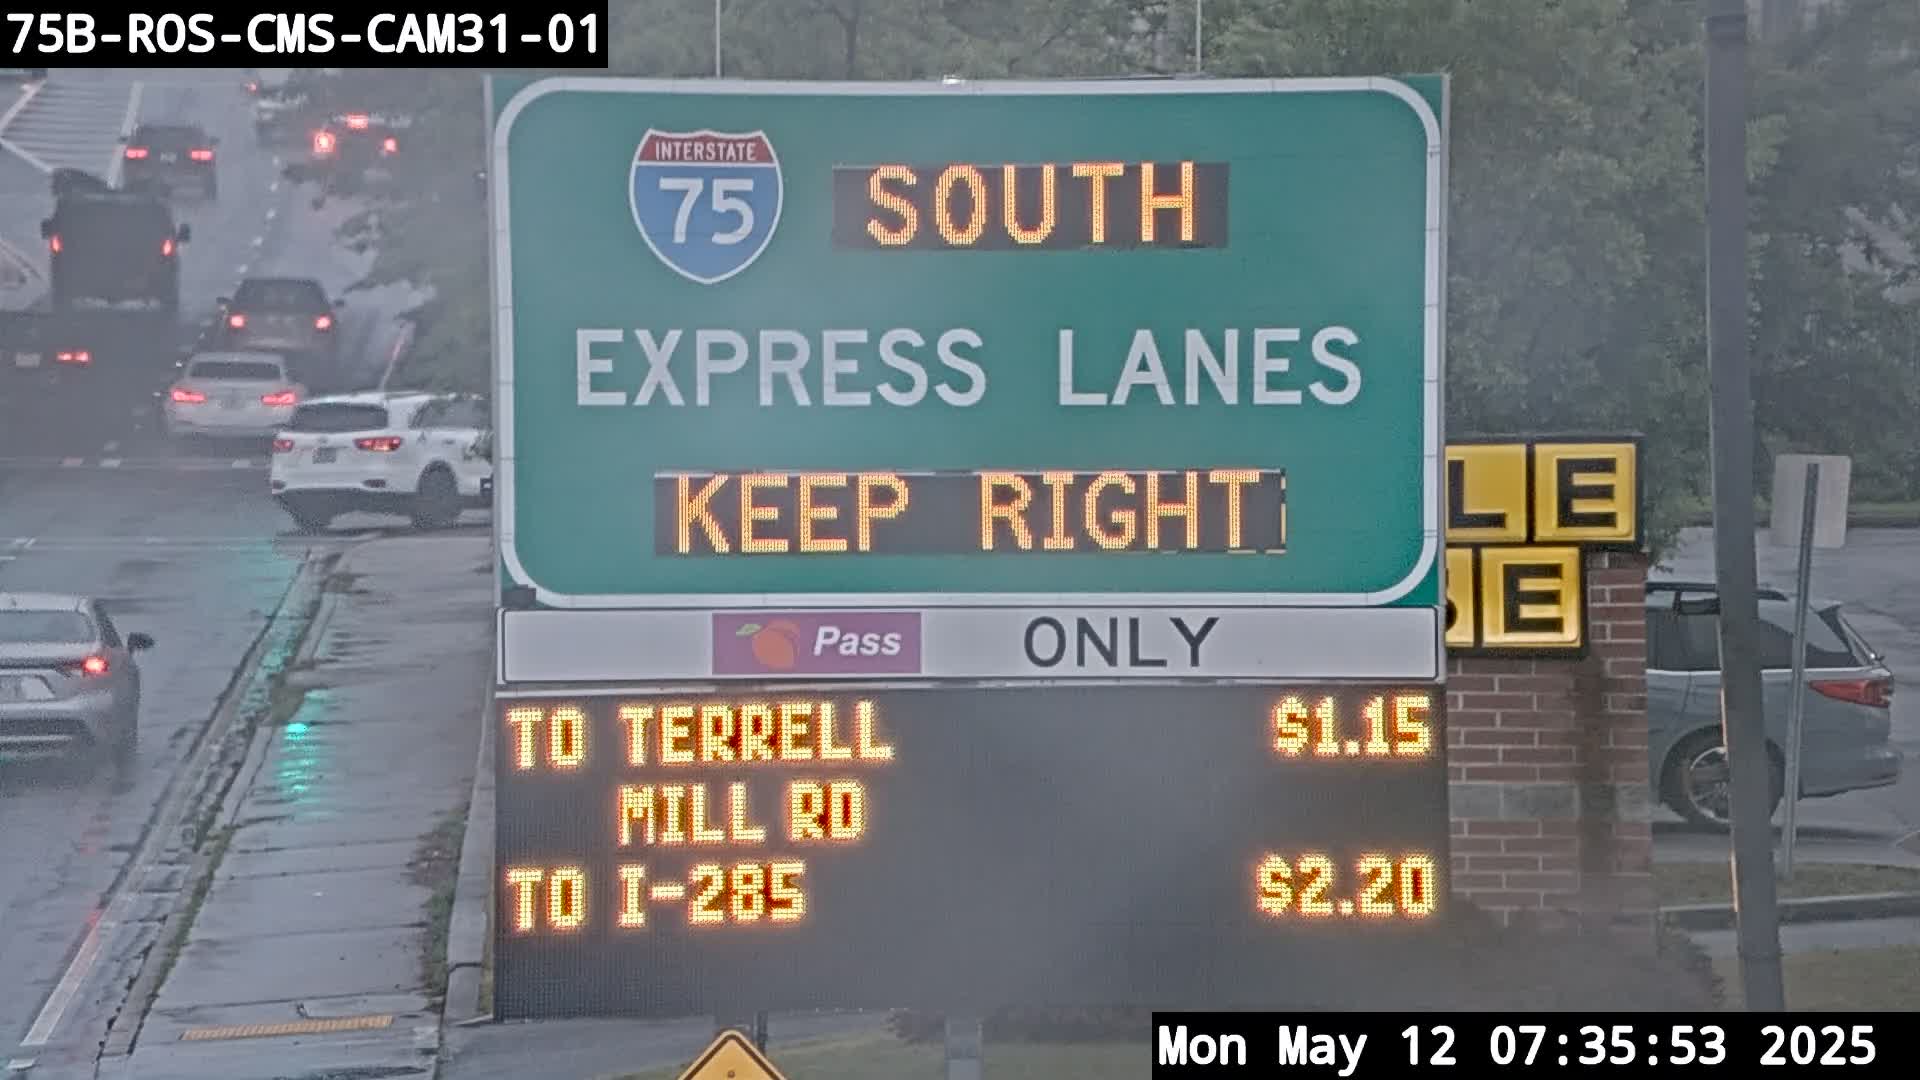 75B-ROS-CMS-CAM31-01
INTERSTATE
75
SOUTH
EXPRESS LANES
KEEP RIGHT
Pass ONLY
TO TERRELL $1.15
MILL RD
TO I-285 $2.20
LE
E
Mon May 12 07:35:53 2025